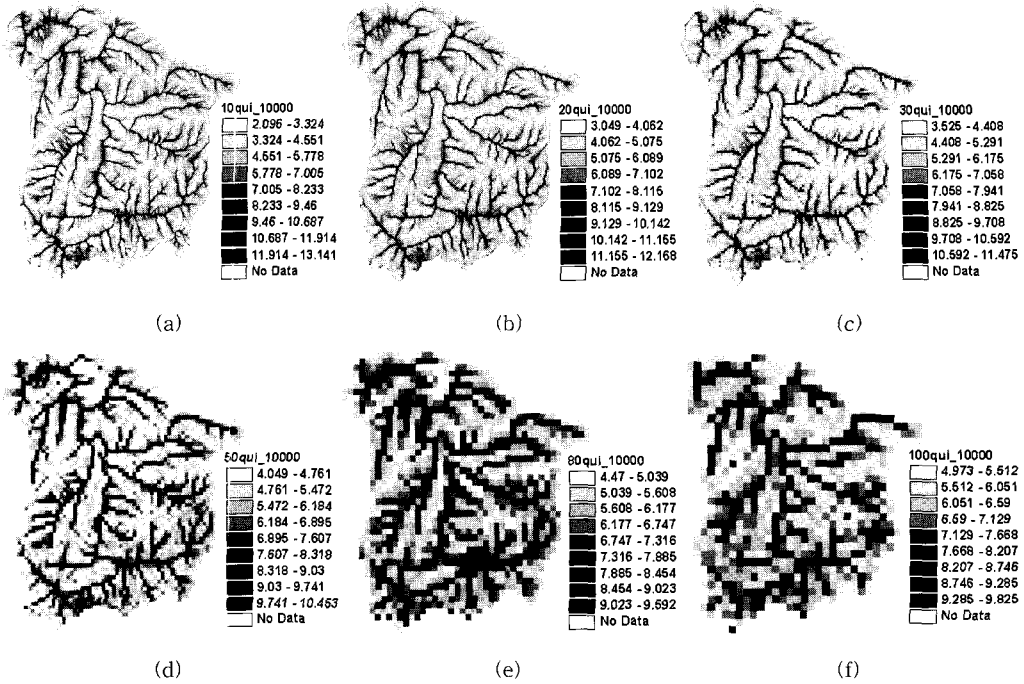 10qui_10000
2.096 - 3.324
3.324 - 4.551
4.551 - 5.778
5.778 - 7.005
7.005 - 8.233
8.233 - 9.46
9.46 - 10.687
10.687 - 11.914
11.914 - 13.141
No Data
(a)
20qui_10000
3.049 - 4.062
4.062 - 5.075
5.075 - 6.089
6.089 - 7.102
7.102 - 8.115
8.115 - 9.129
9.129 - 10.142
10.142 - 11.155
11.155 - 12.168
No Data
(b)
30qui_10000
3.525 - 4.408
4.408 - 5.291
5.291 - 6.175
6.175 - 7.058
7.058 - 7.941
7.941 - 8.825
8.825 - 9.708
9.708 - 10.592
10.592 - 11.475
No Data
(c)
50qui_10000
4.049 - 4.761
4.761 - 5.472
5.472 - 6.184
6.184 - 6.895
6.895 - 7.607
7.607 - 8.318
8.318 - 9.03
9.03 - 9.741
9.741 - 10.453
No Data
(d)
80qui_10000
4.47 - 5.039
5.039 - 5.608
5.608 - 6.177
6.177 - 6.747
6.747 - 7.316
7.316 - 7.885
7.885 - 8.454
8.454 - 9.023
9.023 - 9.592
No Data
(e)
100qui_10000
4.973 - 5.512
5.512 - 6.051
6.051 - 6.59
6.59 - 7.129
7.129 - 7.668
7.668 - 8.207
8.207 - 8.746
8.746 - 9.285
9.285 - 9.825
No Data
(f)